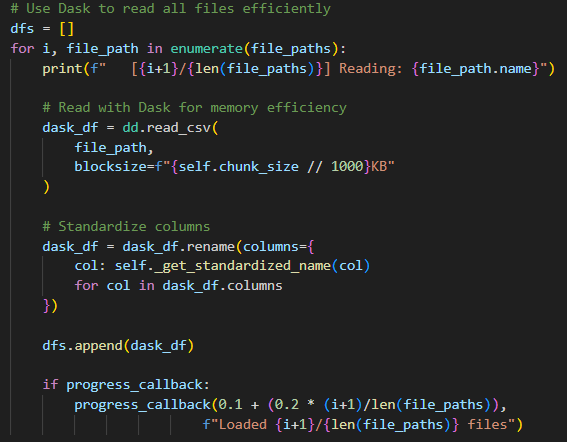 # Use Dask to read all files efficiently
dfs = []
for i, file_path in enumerate(file_paths):
    print(f"   [{i+1}/{len(file_paths)}] Reading: {file_path.name}")

    # Read with Dask for memory efficiency
    dask_df = dd.read_csv(
        file_path,
        blocksize=f"{self.chunk_size // 1000}KB"
    )

    # Standardize columns
    dask_df = dask_df.rename(columns={
        col: self._get_standardized_name(col)
        for col in dask_df.columns
    })

    dfs.append(dask_df)

    if progress_callback:
        progress_callback(0.1 + (0.2 * (i+1)/len(file_paths)),
                        f"Loaded {i+1}/{len(file_paths)} files")